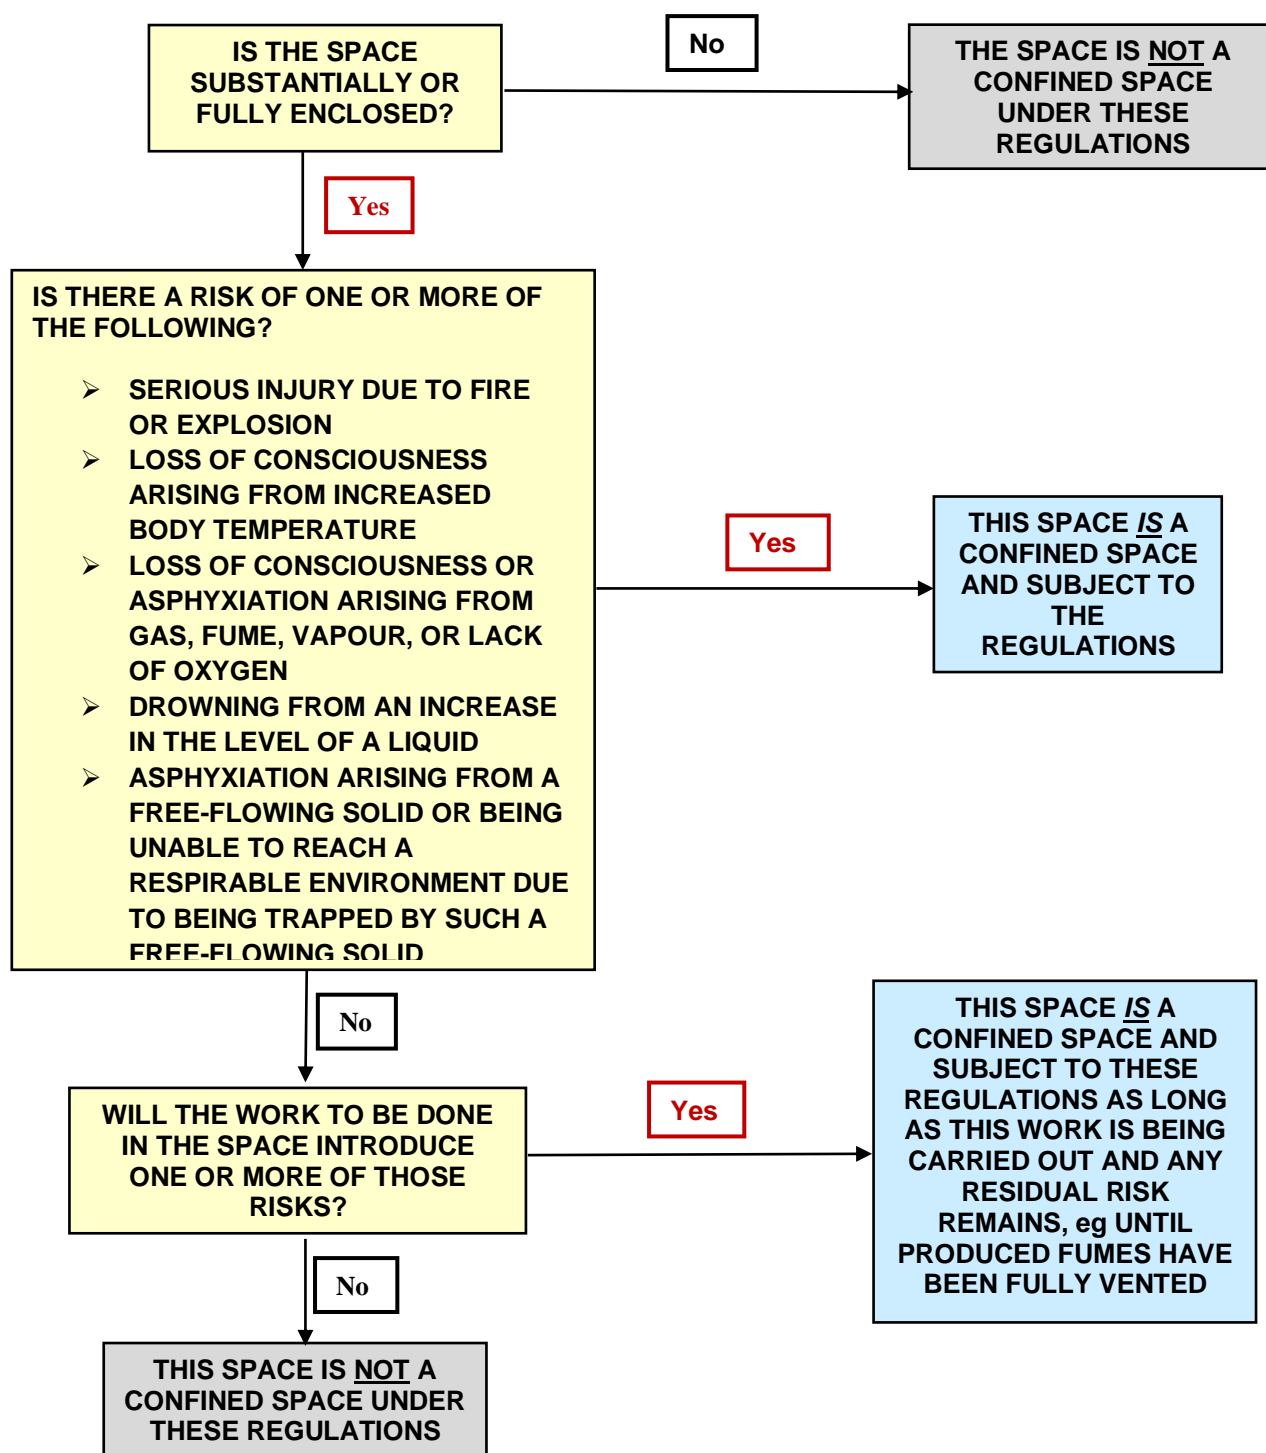 IS THE SPACE
SUBSTANTIALLY OR
FULLY ENCLOSED?
No
THE SPACE IS NOT A
CONFINED SPACE
UNDER THESE
REGULATIONS
Yes
IS THERE A RISK OF ONE OR MORE OF
THE FOLLOWING?
➢ SERIOUS INJURY DUE TO FIRE
OR EXPLOSION
➢ LOSS OF CONSCIOUSNESS
ARISING FROM INCREASED
BODY TEMPERATURE
➢ LOSS OF CONSCIOUSNESS OR
ASPHYXIATION ARISING FROM
GAS, FUME, VAPOUR, OR LACK
OF OXYGEN
➢ DROWNING FROM AN INCREASE
IN THE LEVEL OF A LIQUID
➢ ASPHYXIATION ARISING FROM A
FREE-FLOWING SOLID OR BEING
UNABLE TO REACH A
RESPIRABLE ENVIRONMENT DUE
TO BEING TRAPPED BY SUCH A
FREE-FLOWING SOLID
Yes
THIS SPACE IS A
CONFINED SPACE
AND SUBJECT TO
THE
REGULATIONS
No
WILL THE WORK TO BE DONE
IN THE SPACE INTRODUCE
ONE OR MORE OF THOSE
RISKS?
Yes
THIS SPACE IS A
CONFINED SPACE AND
SUBJECT TO THESE
REGULATIONS AS LONG
AS THIS WORK IS BEING
CARRIED OUT AND ANY
RESIDUAL RISK
REMAINS, eg UNTIL
PRODUCED FUMES HAVE
BEEN FULLY VENTED
No
THIS SPACE IS NOT A
CONFINED SPACE UNDER
THESE REGULATIONS